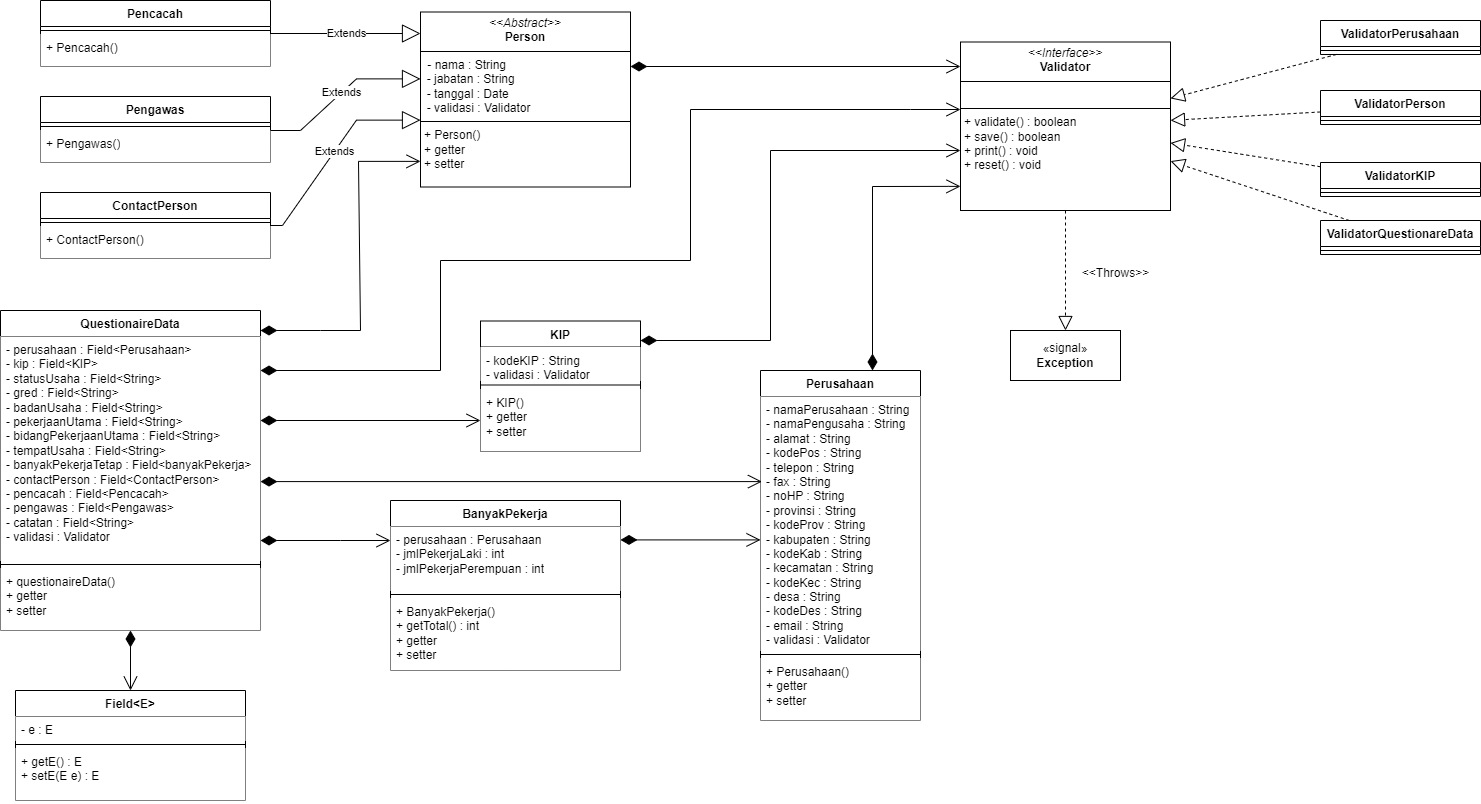 Pencacah
+ Pencacah()
Extends
<<Abstract>>
Person
- nama : String
- jabatan : String
- tanggal : Date
- validasi : Validator
+ Person()
+ getter
+ setter
Pengawas
+ Pengawas()
Extends
ContactPerson
+ ContactPerson()
Extends
<<Interface>>
Validator
+ validate() : boolean
+ save() : boolean
+ print() : void
+ reset() : void
ValidatorPerusahaan
ValidatorPerson
ValidatorKIP
ValidatorQuestionareData
<<Throws>>
«signal»
Exception
QuestionaireData
- perusahaan : Field<Perusahaan>
- kip : Field<KIP>
- statusUsaha : Field<String>
- gred : Field<String>
- badanUsaha : Field<String>
- pekerjaanUtama : Field<String>
- bidangPekerjaanUtama : Field<String>
- tempatUsaha : Field<String>
- banyakPekerjaTetap : Field<banyakPekerja>
- contactPerson : Field<ContactPerson>
- pencacah : Field<Pencacah>
- pengawas : Field<Pengawas>
- catatan : Field<String>
- validasi : Validator
+ questionaireData()
+ getter
+ setter
KIP
- kodeKIP : String
- validasi : Validator
+ KIP()
+ getter
+ setter
BanyakPekerja
- perusahaan : Perusahaan
- jmlPekerjaLaki : int
- jmlPekerjaPerempuan : int
+ BanyakPekerja()
+ getTotal() : int
+ getter
+ setter
Perusahaan
- namaPerusahaan : String
- namaPengusaha : String
- alamat : String
- kodePos : String
- telepon : String
- fax : String
- noHP : String
- provinsi : String
- kodeProv : String
- kabupaten : String
- kodeKab : String
- kecamatan : String
- kodeKec : String
- desa : String
- kodeDes : String
- email : String
- validasi : Validator
+ Perusahaan()
+ getter
+ setter
Field<E>
- e : E
+ getE() : E
+ setE(E e) : E